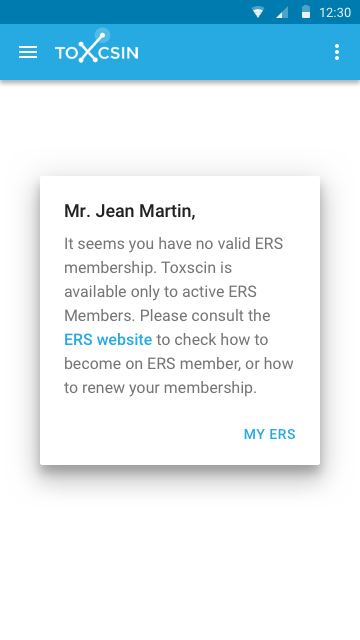 12:30
TOXCSIN
Mr. Jean Martin,
It seems you have no valid ERS
membership. Toxscin is
available only to active ERS
Members. Please consult the
ERS website to check how to
become on ERS member, or how
to renew your membership.
MY ERS